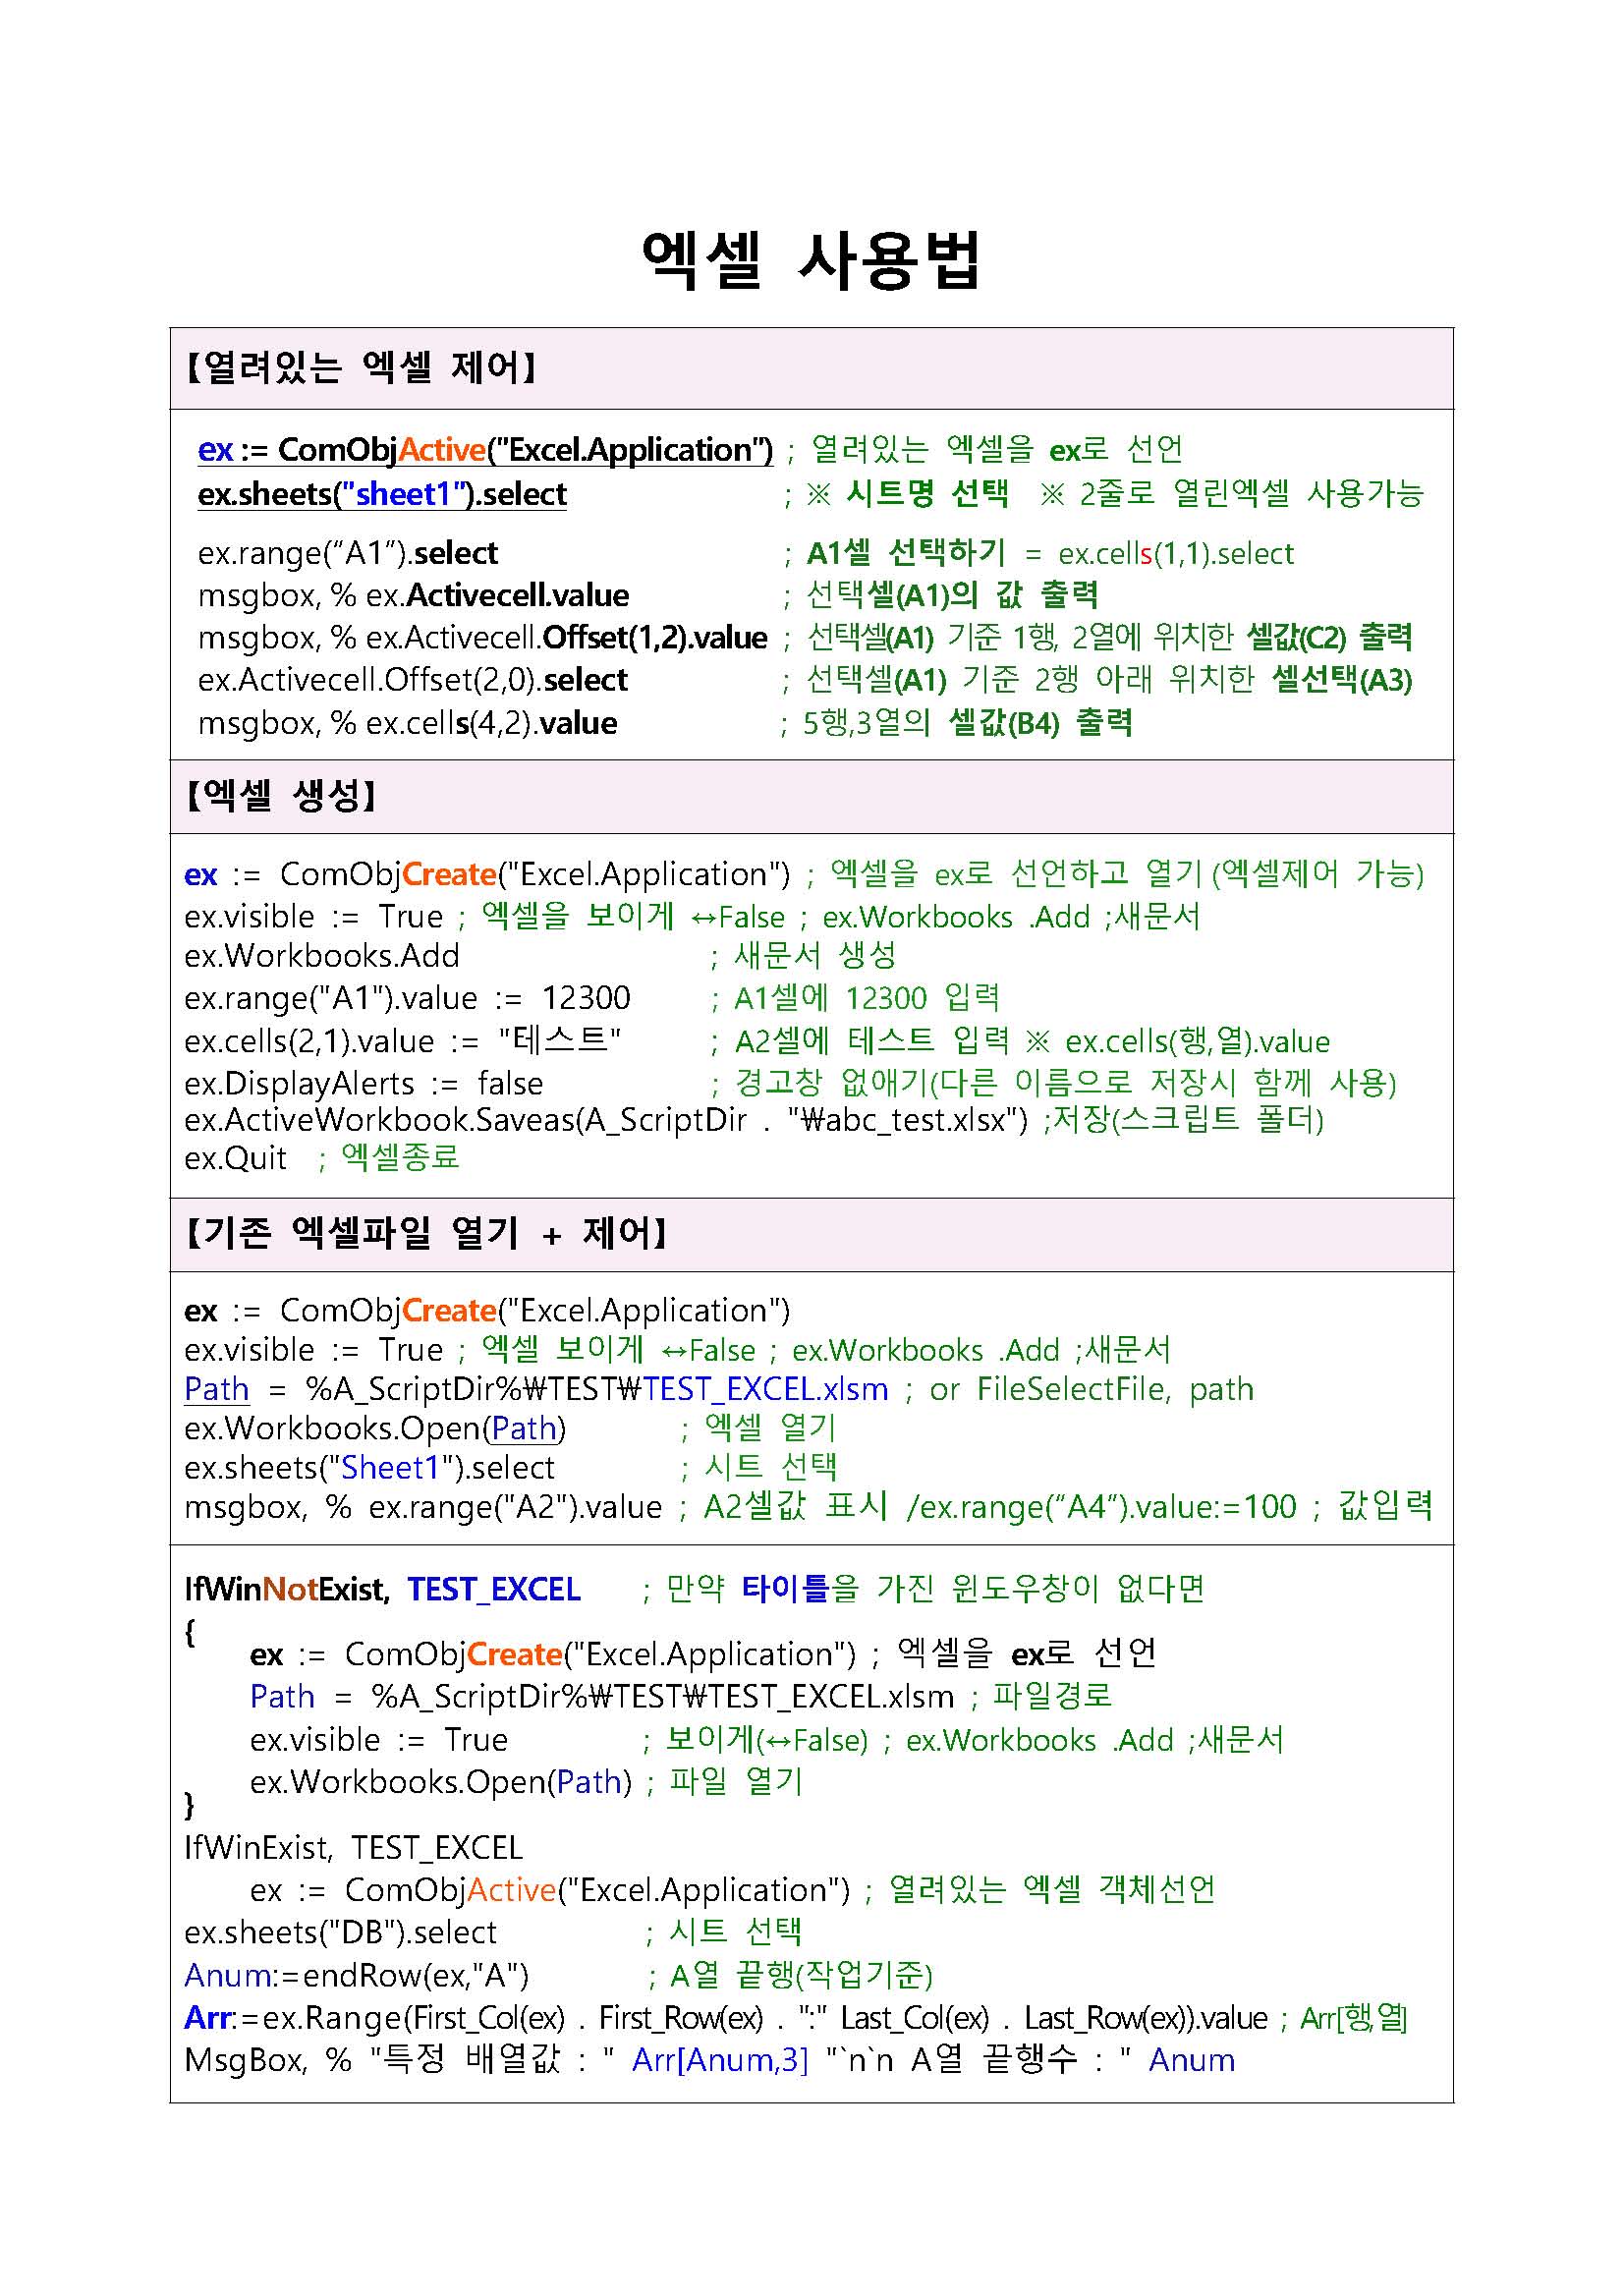 엑셀 사용법
【열려있는 엑셀 제어】
ex := ComObjActive("Excel.Application") ; 열려있는 엑셀을 ex로 선언
ex.sheets("sheet1").select ; ※ 시트명 선택 ※ 2줄로 열린엑셀 사용가능
ex.range(“A1”).select ; A1셀 선택하기 = ex.cells(1,1).select
msgbox, % ex.Activecell.value ; 선택셀(A1)의 값 출력
msgbox, % ex.Activecell.Offset(1,2).value ; 선택셀(A1) 기준 1행, 2열에 위치한 셀값(C2) 출력
ex.Activecell.Offset(2,0).select ; 선택셀(A1) 기준 2행 아래 위치한 셀선택(A3)
msgbox, % ex.cells(4,2).value ; 5행,3열의 셀값(B4) 출력
【엑셀 생성】
ex := ComObjCreate("Excel.Application") ; 엑셀을 ex로 선언하고 열기 (엑셀제어 가능)
ex.visible := True ; 엑셀을 보이게 ↔False ; ex.Workbooks .Add ;새문서
ex.Workbooks.Add ; 새문서 생성
ex.range("A1").value := 12300 ; A1셀에 12300 입력
ex.cells(2,1).value := "테스트" ; A2셀에 테스트 입력 ※ ex.cells(행,열).value
ex.DisplayAlerts := false ; 경고창 없애기(다른 이름으로 저장시 함께 사용)
ex.ActiveWorkbook.Saveas(A_ScriptDir . "₩abc_test.xlsx") ;저장(스크립트 폴더)
ex.Quit ; 엑셀종료
【기존 엑셀파일 열기 + 제어】
ex := ComObjCreate("Excel.Application")
ex.visible := True ; 엑셀 보이게 ↔False ; ex.Workbooks .Add ;새문서
Path = %A_ScriptDir%₩TEST₩TEST_EXCEL.xlsm ; or FileSelectFile, path
ex.Workbooks.Open(Path) ; 엑셀 열기
ex.sheets("Sheet1").select ; 시트 선택
msgbox, % ex.range("A2").value ; A2셀값 표시 /ex.range(“A4”).value:=100 ; 값입력
IfWinNotExist, TEST_EXCEL ; 만약 타이틀을 가진 윈도우창이 없다면
{
ex := ComObjCreate("Excel.Application") ; 엑셀을 ex로 선언
Path = %A_ScriptDir%₩TEST₩TEST_EXCEL.xlsm ; 파일경로
ex.visible := True ; 보이게(↔False) ; ex.Workbooks .Add ;새문서
ex.Workbooks.Open(Path) ; 파일 열기
}
IfWinExist, TEST_EXCEL
ex := ComObjActive("Excel.Application") ; 열려있는 엑셀 객체선언
ex.sheets("DB").select ; 시트 선택
Anum:=endRow(ex,"A") ; A열 끝행(작업기준)
Arr:=ex.Range(First_Col(ex) . First_Row(ex) . ":" Last_Col(ex) . Last_Row(ex)).value ; Arr[행,열]
MsgBox, % "특정 배열값 : " Arr[Anum,3] "`n`n A열 끝행수 : " Anum